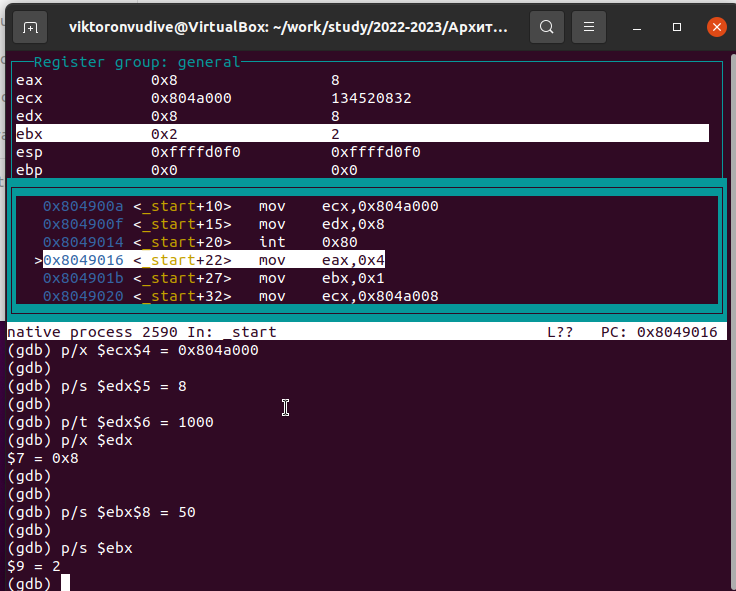 viktoronvudive@VirtualBox: ~/work/study/2022-2023/Архит...
Register group: general
eax 0x8 8
ecx 0x804a000 134520832
edx 0x8 8
ebx 0x2 2
esp 0xffffd0f0 0xffffd0f0
ebp 0x0 0x0
0x804900a <_start+10> mov ecx,0x804a000
0x804900f <_start+15> mov edx,0x8
0x8049014 <_start+20> int 0x80
>0x8049016 <_start+22> mov eax,0x4
0x804901b <_start+27> mov ebx,0x1
0x8049020 <_start+32> mov ecx,0x804a008
native process 2590 In: _start L?? PC: 0x8049016
(gdb) p/x $ecx$4 = 0x804a000
(gdb)
(gdb) p/s $edx$5 = 8
(gdb)
(gdb) p/t $edx$6 = 1000
(gdb) p/x $edx
$7 = 0x8
(gdb)
(gdb)
(gdb) p/s $ebx$8 = 50
(gdb)
(gdb) p/s $ebx
$9 = 2
(gdb)